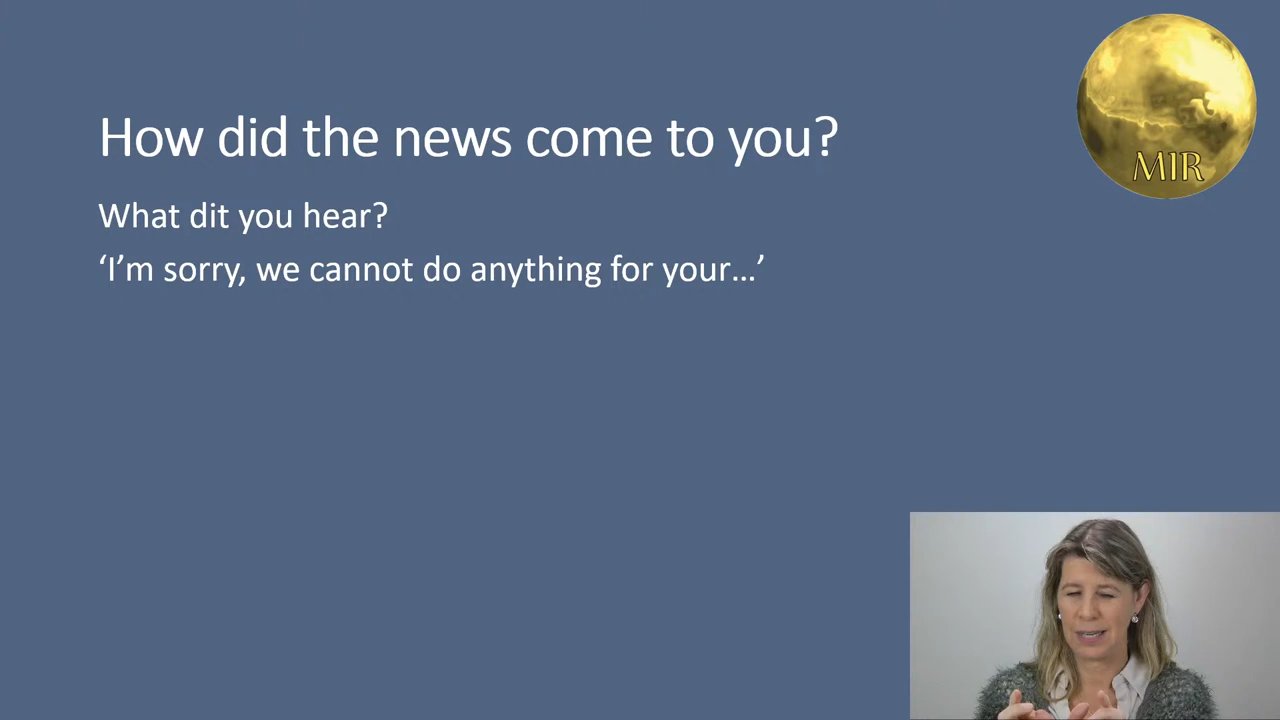 How did the news come to you?
What dit you hear?
‘I’m sorry, we cannot do anything for your…’
MIR